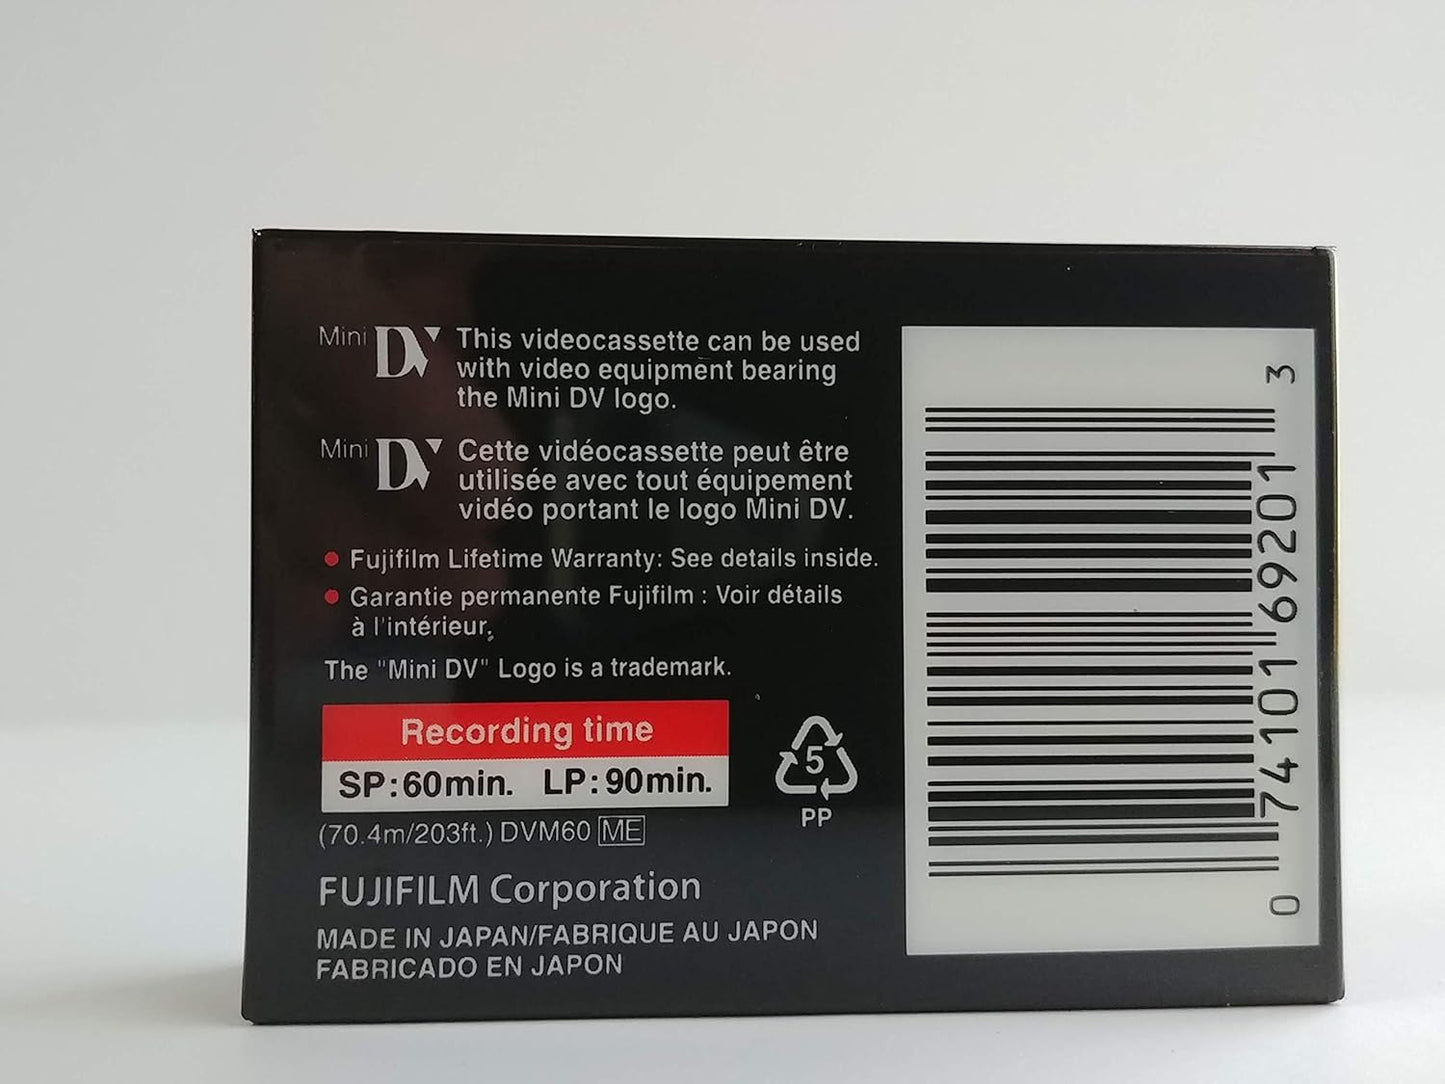 Mini DV This videocassette can be used
with video equipment bearing
the Mini DV logo.
Mini DV Cette vidéocassette peut être
utilisée avec tout équipement
vidéo portant le logo Mini DV.
● Fujifilm Lifetime Warranty: See details inside.
● Garantie permanente Fujifilm : Voir détails
à l'intérieur.
The "Mini DV" Logo is a trademark.
Recording time
SP:60min. LP:90min.
(70.4m/203ft.) DVM60 ME
FUJIFILM Corporation
MADE IN JAPAN/FABRIQUE AU JAPON
FABRICADO EN JAPON
5
PP
0 74101 69201 3